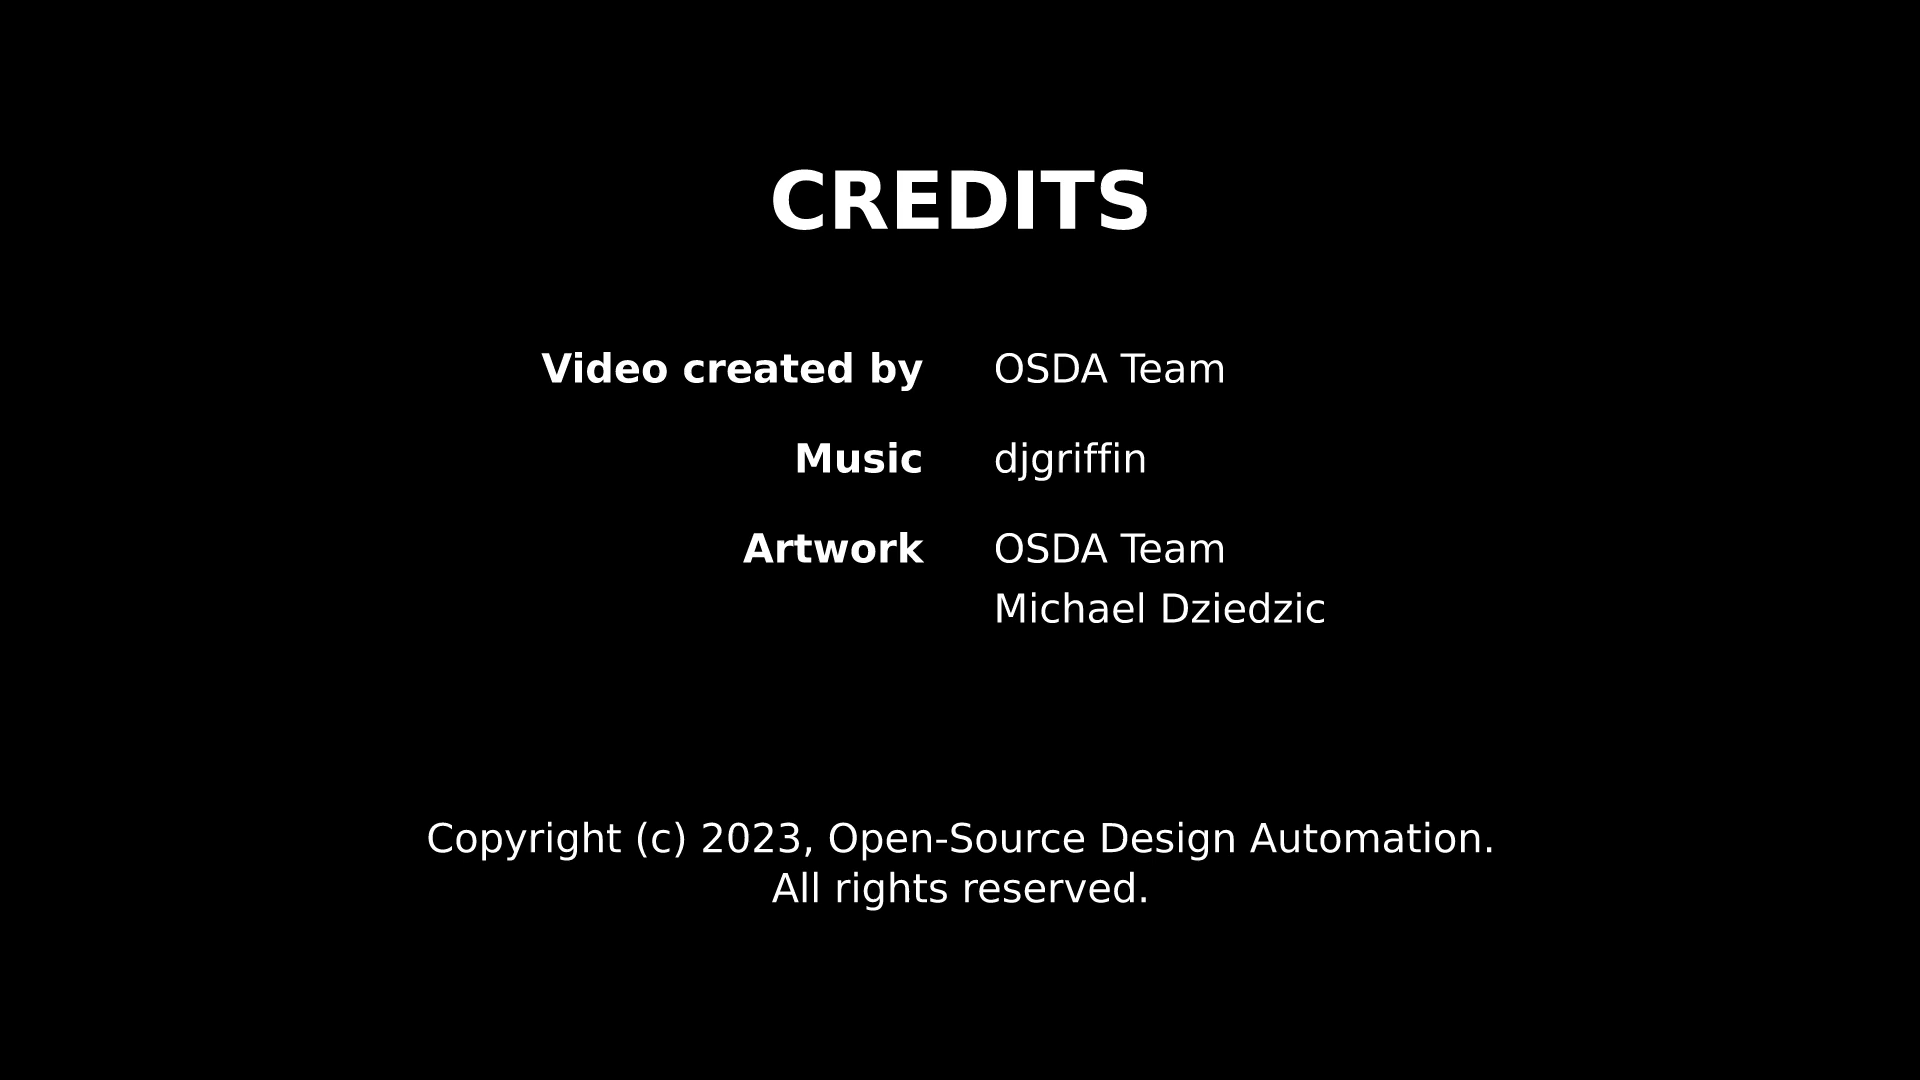 CREDITS
Video created by OSDA Team
Music djgriffin
Artwork OSDA Team
Michael Dziedzic
Copyright (c) 2023, Open-Source Design Automation.
All rights reserved.